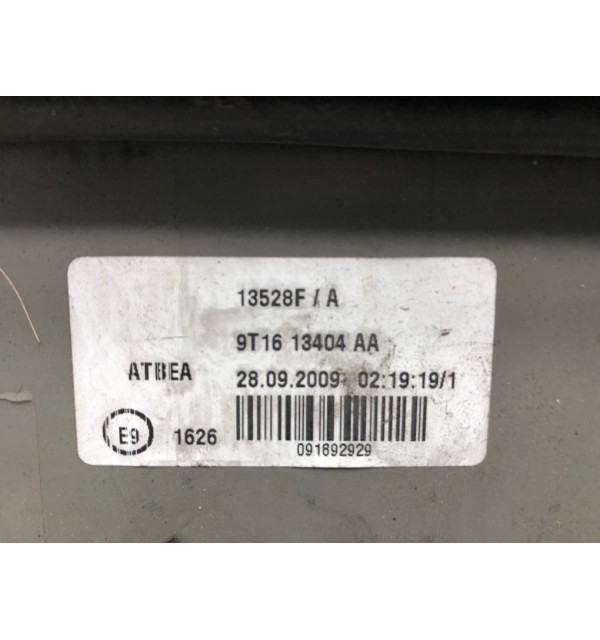 13528F / A
9T16 13404 AA
ATBEA 28.09.2009 02:19:19/1
E9 1626
091892929